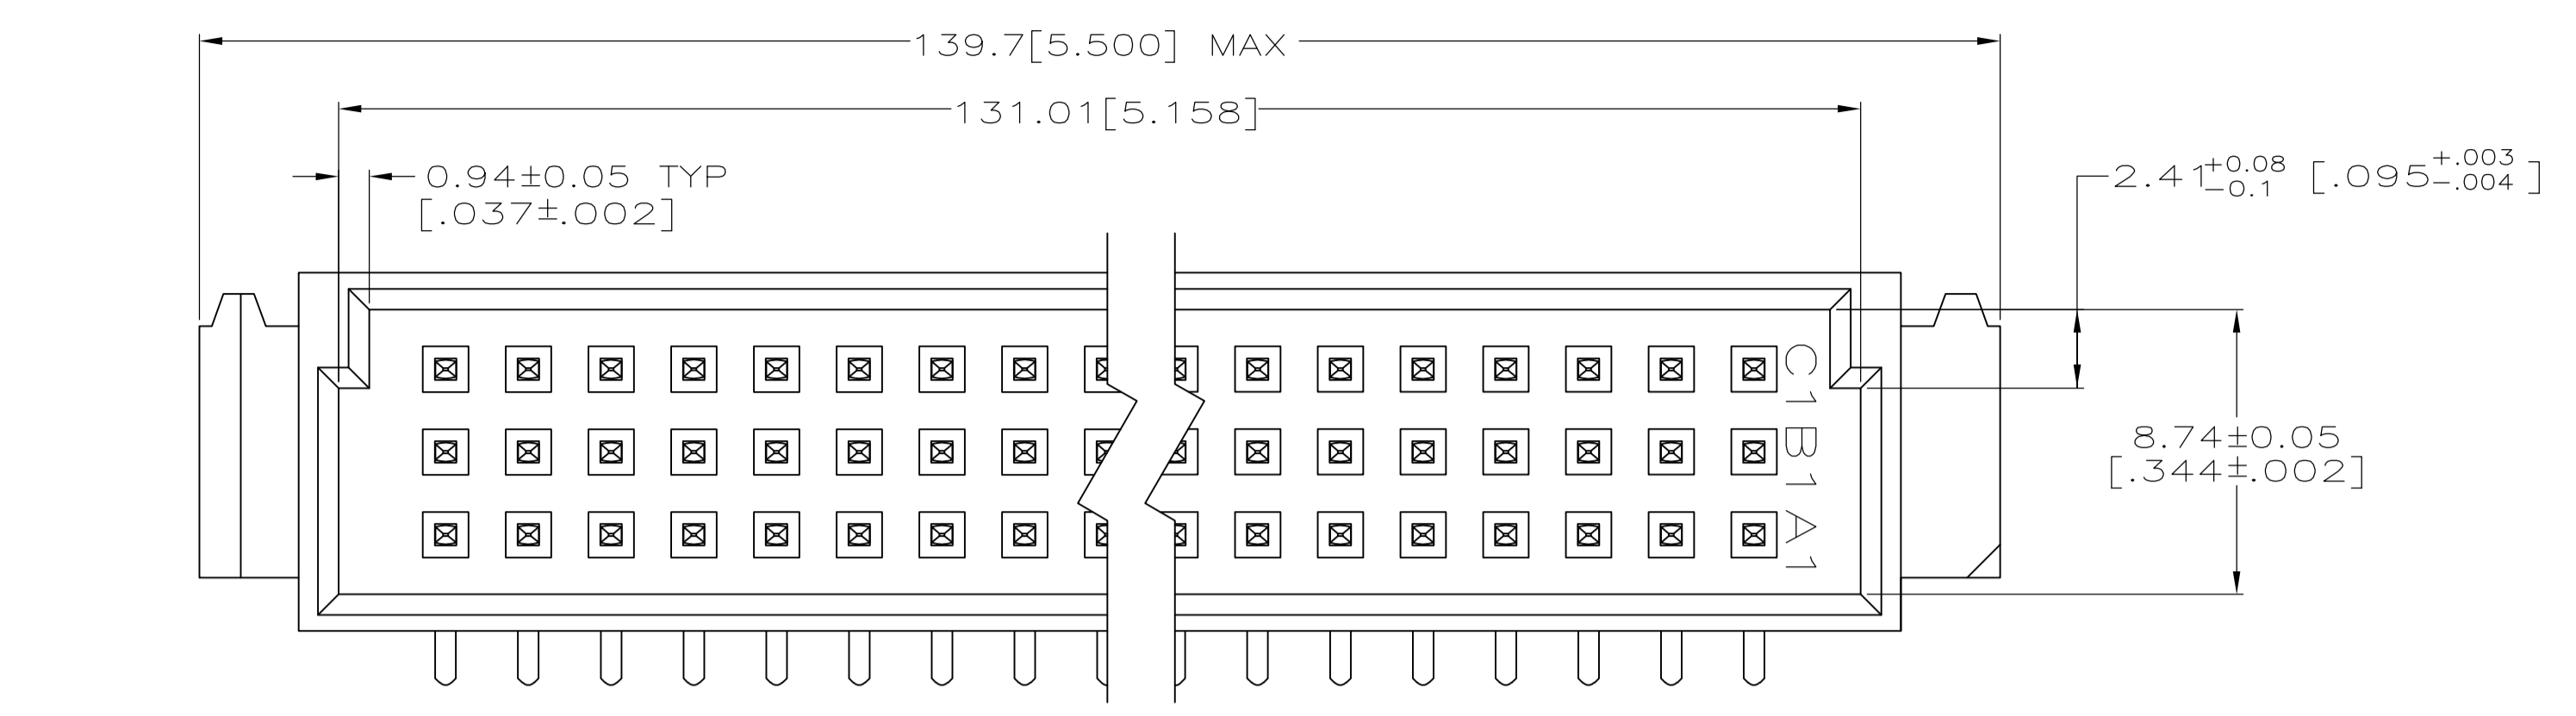 139.7[5.500] MAX
131.01[5.158]
0.94±0.05 TYP
[.037±.002]
2.41+0.08 -0.1 [.095+.003 -.004]
8.74±0.05
[.344±.002]
C1
B1
A1